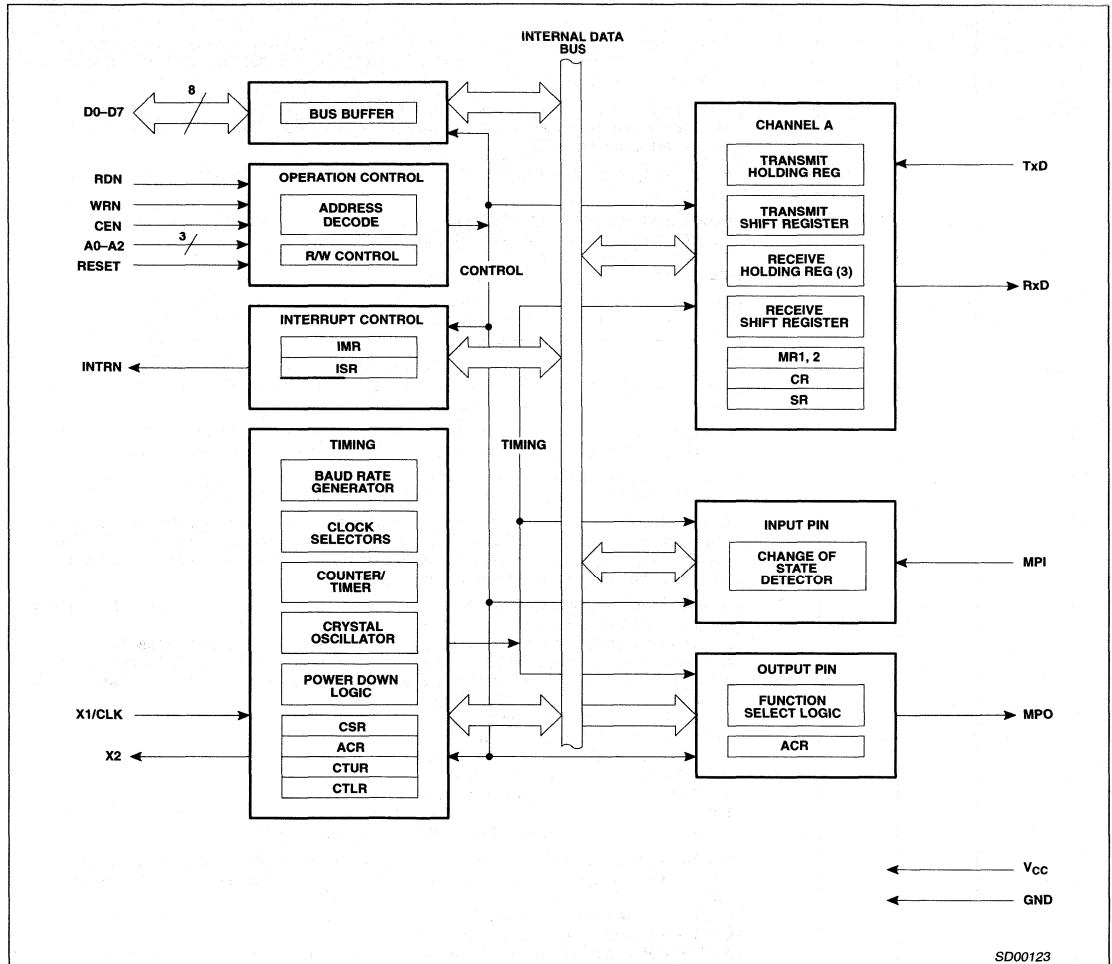 INTERNAL DATA
BUS
D0–D7
8
BUS BUFFER
RDN
WRN
CEN
A0–A2
3
RESET
OPERATION CONTROL
ADDRESS
DECODE
R/W CONTROL
CONTROL
INTRN
INTERRUPT CONTROL
IMR
ISR
TIMING
BAUD RATE
GENERATOR
CLOCK
SELECTORS
COUNTER/
TIMER
CRYSTAL
OSCILLATOR
POWER DOWN
LOGIC
CSR
ACR
CTUR
CTLR
X1/CLK
X2
TIMING
CHANNEL A
TRANSMIT
HOLDING REG
TRANSMIT
SHIFT REGISTER
RECEIVE
HOLDING REG (3)
RECEIVE
SHIFT REGISTER
MR1, 2
CR
SR
TxD
RxD
INPUT PIN
CHANGE OF
STATE
DETECTOR
MPI
OUTPUT PIN
FUNCTION
SELECT LOGIC
ACR
MPO
VCC
GND
SD00123